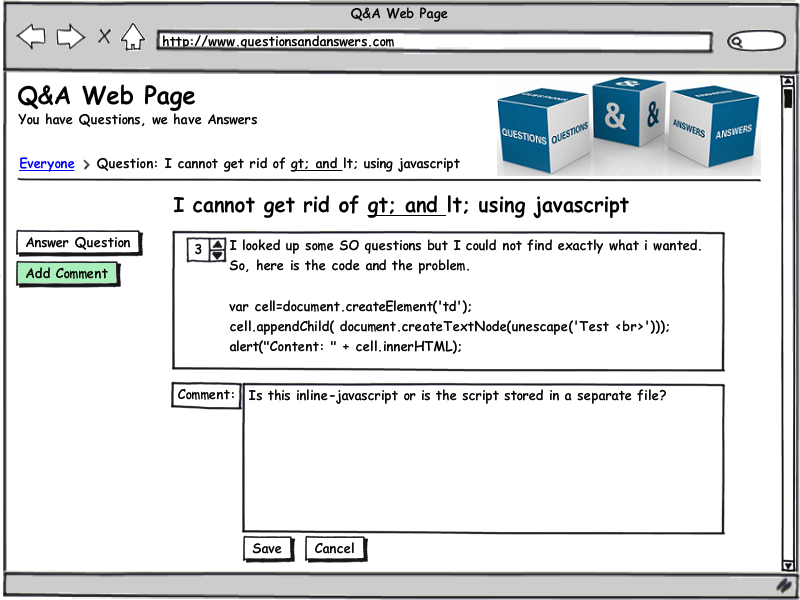 Q&A Web Page
http://www.questionsandanswers.com
Q&A Web Page
You have Questions, we have Answers
QUESTIONS QUESTIONS QUESTIONS & & & ANSWERS ANSWERS ANSWERS
Everyone > Question: I cannot get rid of gt; and lt; using javascript
I cannot get rid of gt; and lt; using javascript
Answer Question
Add Comment
3
I looked up some SO questions but I could not find exactly what i wanted.
So, here is the code and the problem.
var cell=document.createElement('td');
cell.appendChild( document.createTextNode(unescape('Test <br>')));
alert("Content: " + cell.innerHTML);
Comment:
Is this inline-javascript or is the script stored in a separate file?
Save
Cancel